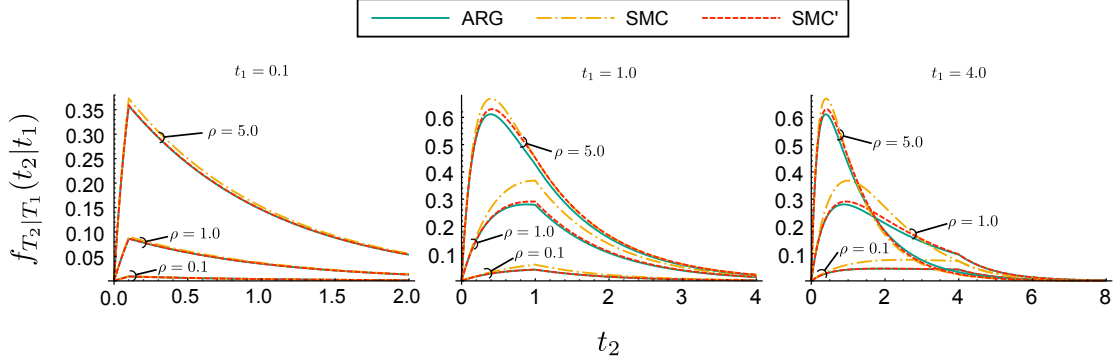 ARG SMC SMC'
t₁ = 0.1 t₁ = 1.0 t₁ = 4.0
f_{T₂|T₁}(t₂|t₁)
0.35
0.30
0.25
0.20
0.15
0.10
0.05
ρ = 5.0
ρ = 1.0
ρ = 0.1
0.0 0.5 1.0 1.5 2.0
0.6
0.5
0.4
0.3
0.2
0.1
ρ = 5.0
ρ = 1.0
ρ = 0.1
0 1 2 3 4
0.6
0.5
0.4
0.3
0.2
0.1
ρ = 5.0
ρ = 1.0
ρ = 0.1
0 2 4 6 8
t₂